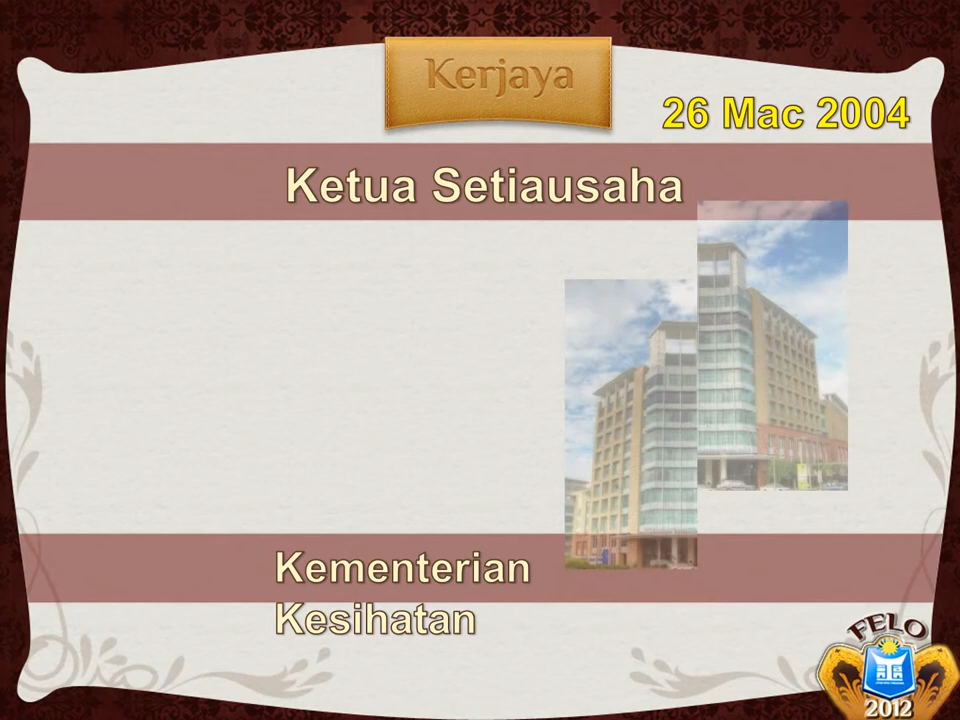 Kerjaya
26 Mac 2004
Ketua Setiausaha
Kementerian
Kesihatan
FELO
2012